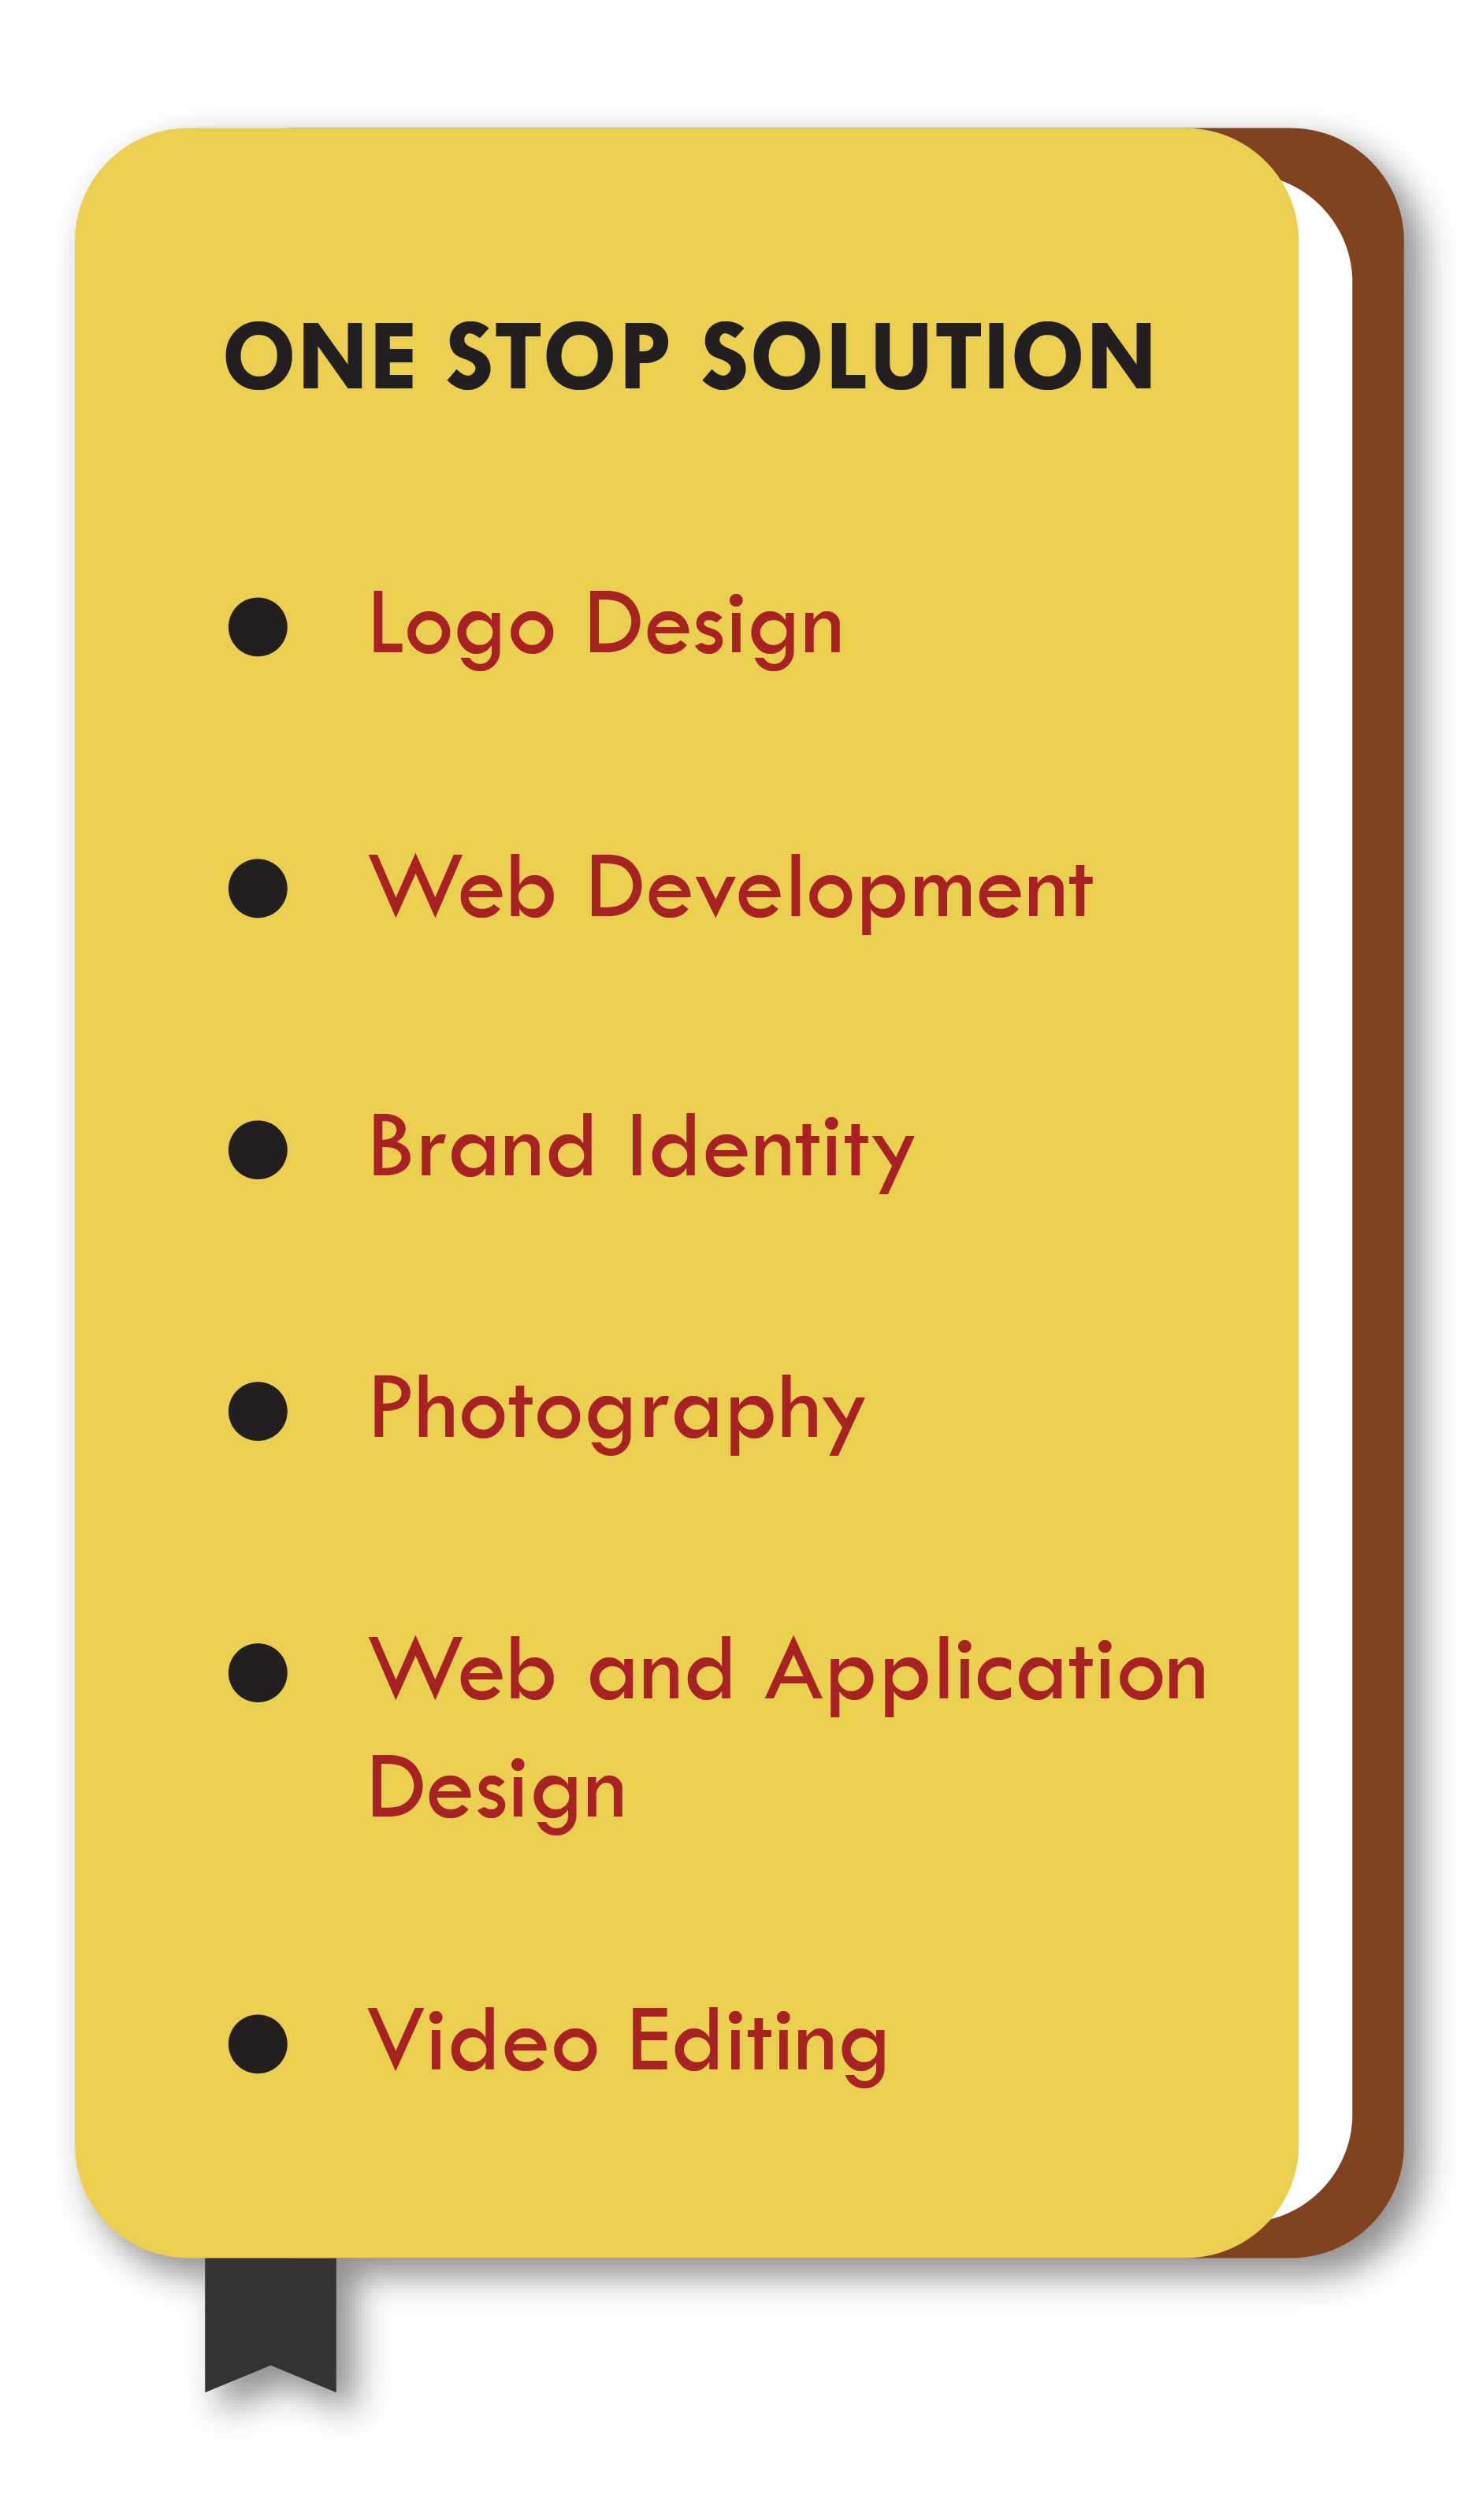 ONE STOP SOLUTION
● Logo Design
● Web Development
● Brand Identity
● Photography
● Web and Application
Design
● Video Editing